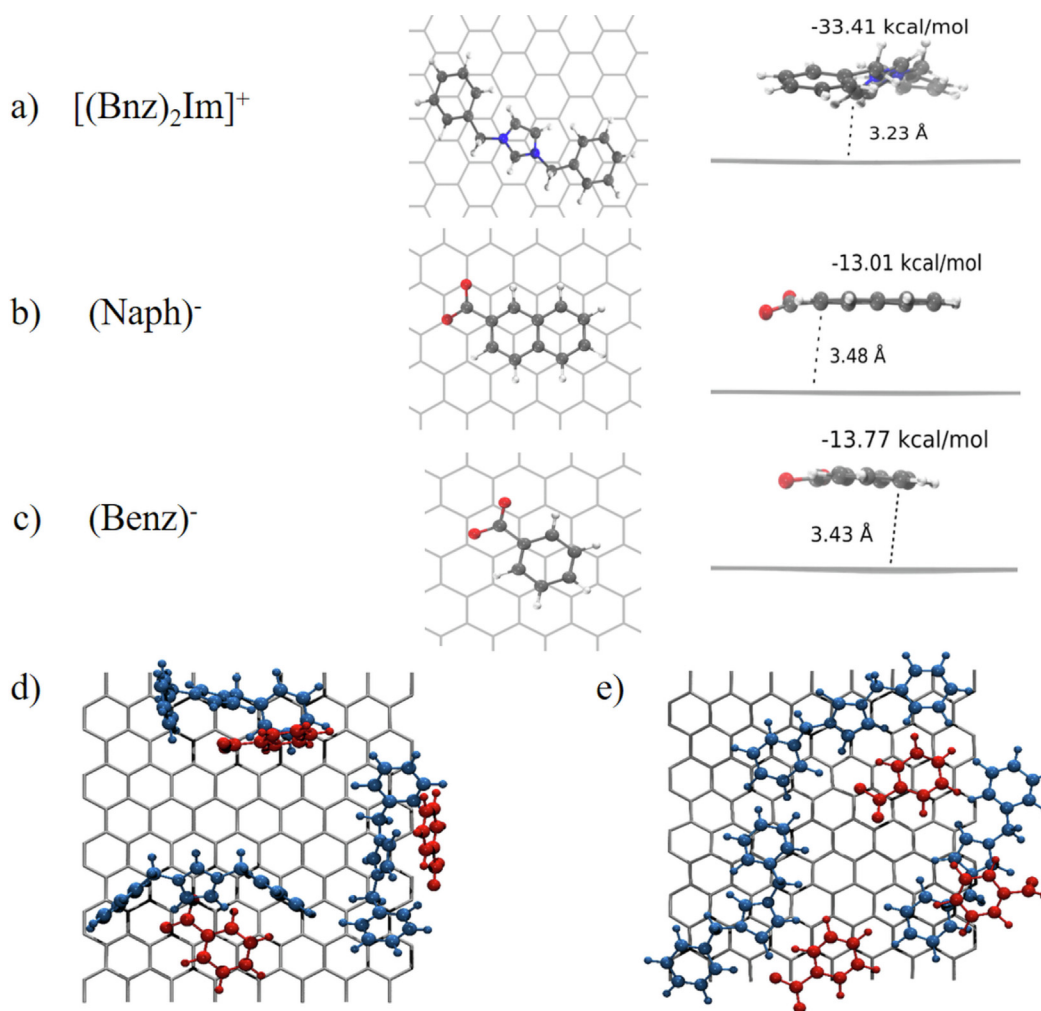 -33.41 kcal/mol
a) [(Bnz)₂Im]⁺
3.23 Å
-13.01 kcal/mol
b) (Naph)⁻
3.48 Å
-13.77 kcal/mol
c) (Benz)⁻
3.43 Å
d)
e)